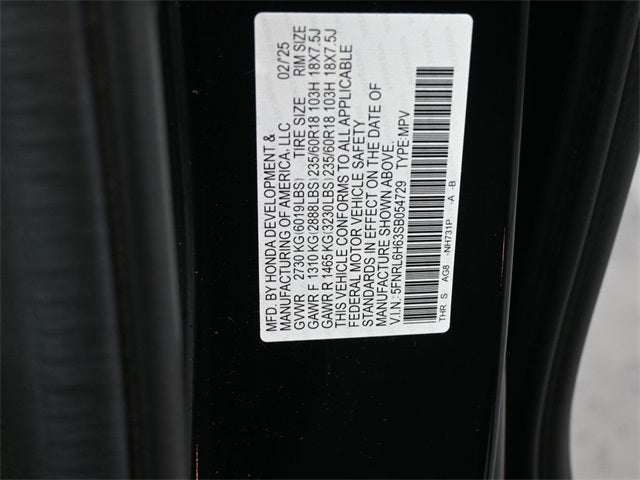 MFD. BY HONDA DEVELOPMENT & 02/'25
MANUFACTURING OF AMERICA, LLC
GVWR 2730 KG(6019LBS) TIRE SIZE RIM SIZE
GAWR F 1310 KG(2888LBS) 235/60R18 103H 18X7.5J
GAWR R 1465 KG(3230LBS) 235/60R18 103H 18X7.5J
THIS VEHICLE CONFORMS TO ALL APPLICABLE
FEDERAL MOTOR VEHICLE SAFETY
STANDARDS IN EFFECT ON THE DATE OF
MANUFACTURE SHOWN ABOVE.
V.I.N.:5FNRL6H63SB054729 TYPE:MPV
THR S AG8 -NH731P -A -B